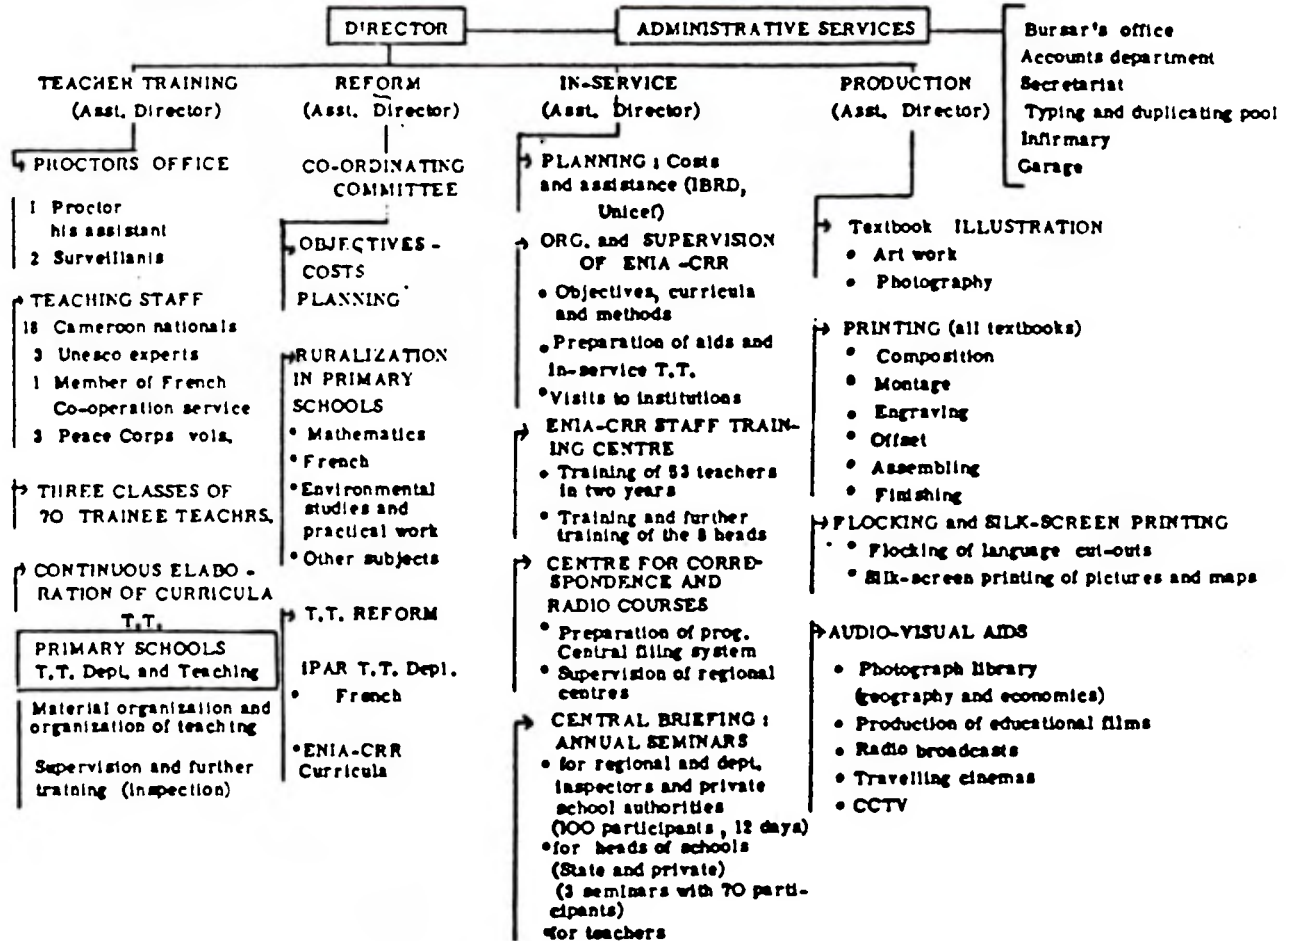 DIRECTOR
ADMINISTRATIVE SERVICES
Bursar's office
Accounts department
Secretariat
Typing and duplicating pool
Infirmary
Garage
TEACHER TRAINING
(Asst. Director)
PROCTORS OFFICE
1 Proctor
his assistant
2 Surveillants
TEACHING STAFF
18 Cameroon nationals
3 Unesco experts
1 Member of French
Co-operation service
3 Peace Corps vols.
THREE CLASSES OF
70 TRAINEE TEACHRS.
CONTINUOUS ELABO -
RATION OF CURRICULA
T.T.
PRIMARY SCHOOLS
T.T. Dept. and Teaching
Material organization and
organization of teaching
Supervision and further
training (inspection)
REFORM
(Asst. Director)
CO-ORDINATING
COMMITTEE
OBJECTIVES -
COSTS
PLANNING
RURALIZATION
IN PRIMARY
SCHOOLS
• Mathematics
• French
• Environmental
studies and
practical work
• Other subjects
T.T. REFORM
IPAR T.T. Dept.
• French
• ENIA-CRR
Curricula
IN-SERVICE
(Asst. Director)
PLANNING : Costs
and assistance (IBRD,
Unicef)
ORG. and SUPERVISION
OF ENIA -CRR
• Objectives, curricula
and methods
• Preparation of aids and
in-service T.T.
• Visits to institutions
ENIA-CRR STAFF TRAIN-
ING CENTRE
• Training of 53 teachers
in two years
• Training and further
training of the 8 heads
CENTRE FOR CORRE-
SPONDENCE AND
RADIO COURSES
• Preparation of prog.
Central filing system
• Supervision of regional
centres
CENTRAL BRIEFING :
ANNUAL SEMINARS
• for regional and dept.
inspectors and private
school authorities
(100 participants , 12 days)
• for heads of schools
(State and private)
(3 seminars with 70 parti-
cipants)
• for teachers
PRODUCTION
(Asst. Director)
Textbook ILLUSTRATION
• Art work
• Photography
PRINTING (all textbooks)
• Composition
• Montage
• Engraving
• Offset
• Assembling
• Finishing
FLOCKING and SILK-SCREEN PRINTING
• Flocking of language cut-outs
• Silk-screen printing of pictures and maps
AUDIO-VISUAL AIDS
• Photograph library
(geography and economics)
• Production of educational films
• Radio broadcasts
• Travelling cinemas
• CCTV